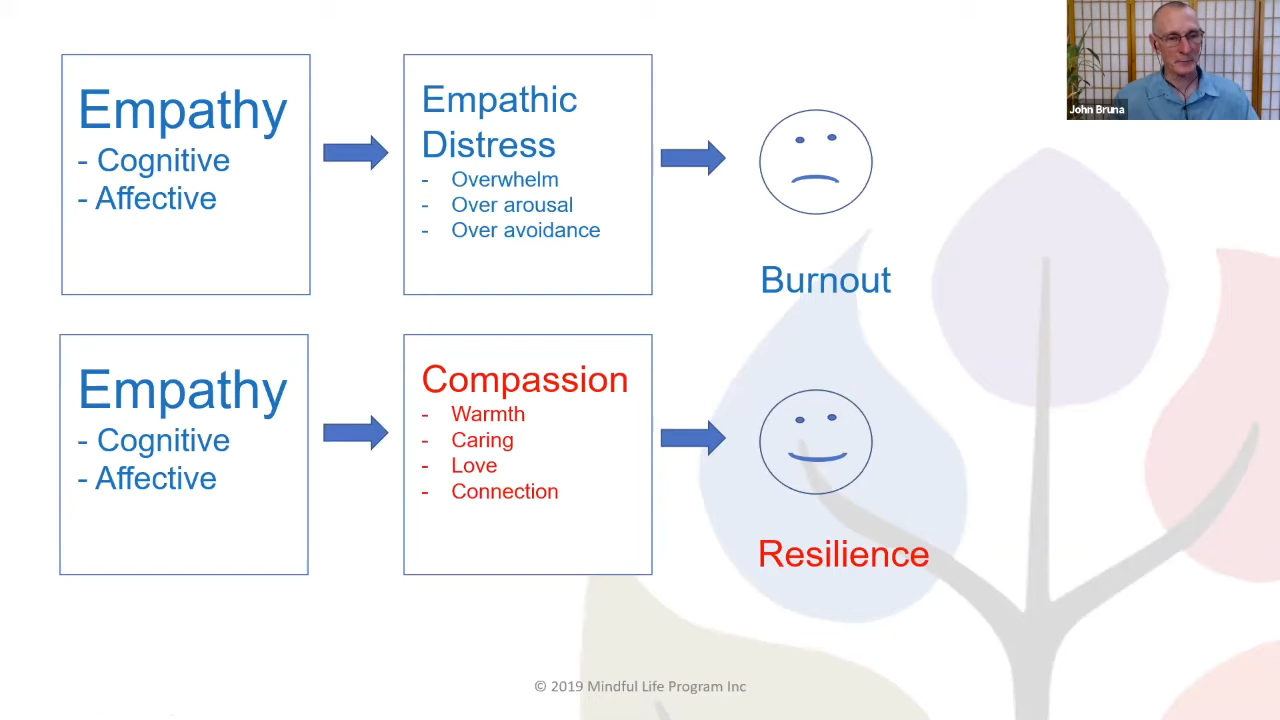 Empathy
- Cognitive
- Affective
Empathic
Distress
- Overwhelm
- Over arousal
- Over avoidance
Burnout
John Bruna
Empathy
- Cognitive
- Affective
Compassion
- Warmth
- Caring
- Love
- Connection
Resilience
© 2019 Mindful Life Program Inc